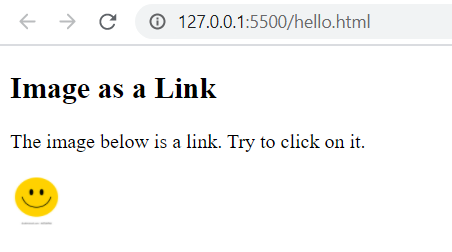 127.0.0.1:5500/hello.html
Image as a Link
The image below is a link. Try to click on it.